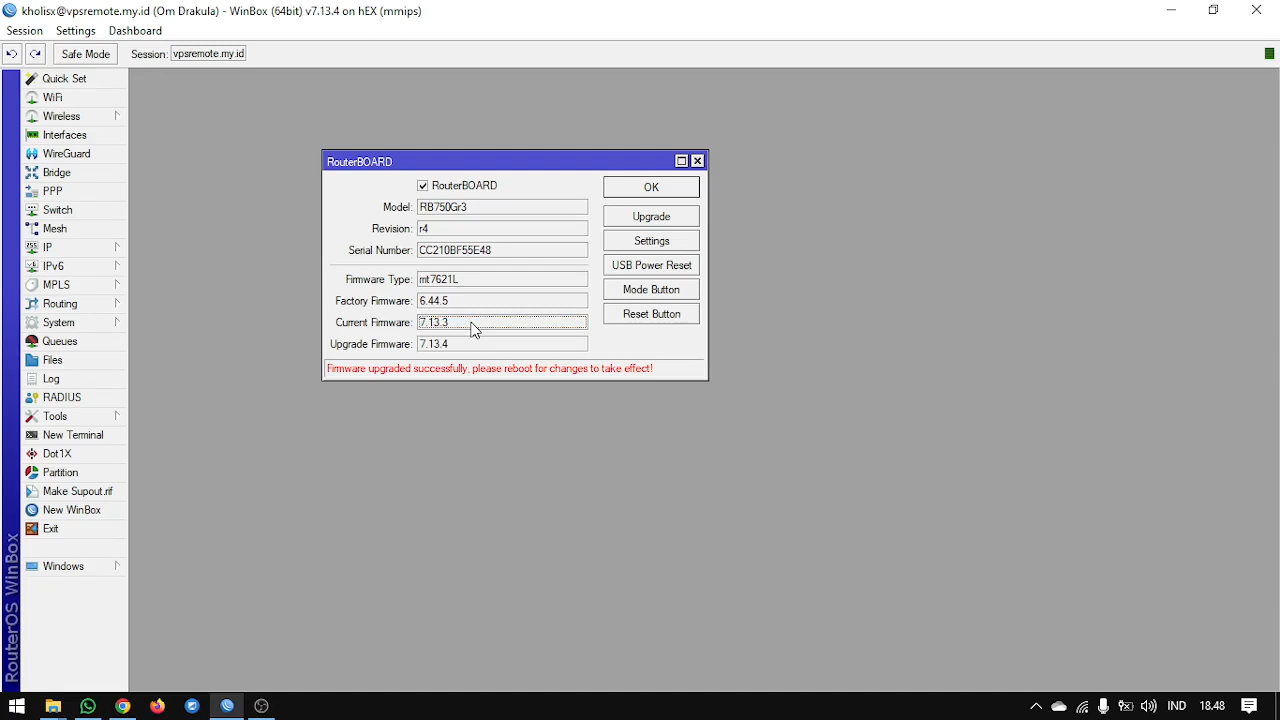 kholisx@vpsremote.my.id (Om Drakula) - WinBox (64bit) v7.13.4 on hEX (mmips)
Session Settings Dashboard
Safe Mode Session: vpsremote.my.id
Quick Set
WiFi
Wireless
Interfaces
WireGuard
Bridge
PPP
Switch
Mesh
IP
IPv6
MPLS
Routing
System
Queues
Files
Log
RADIUS
Tools
New Terminal
Dot1X
Partition
Make Supout.rif
New WinBox
Exit
Windows
RouterOS WinBox
RouterBOARD
RouterBOARD
Model: RB750Gr3
Revision: r4
Serial Number: CC210BF55E48
Firmware Type: mt7621L
Factory Firmware: 6.44.5
Current Firmware: 7.13.3
Upgrade Firmware: 7.13.4
OK
Upgrade
Settings
USB Power Reset
Mode Button
Reset Button
Firmware upgraded successfully, please reboot for changes to take effect!
IND 18.48